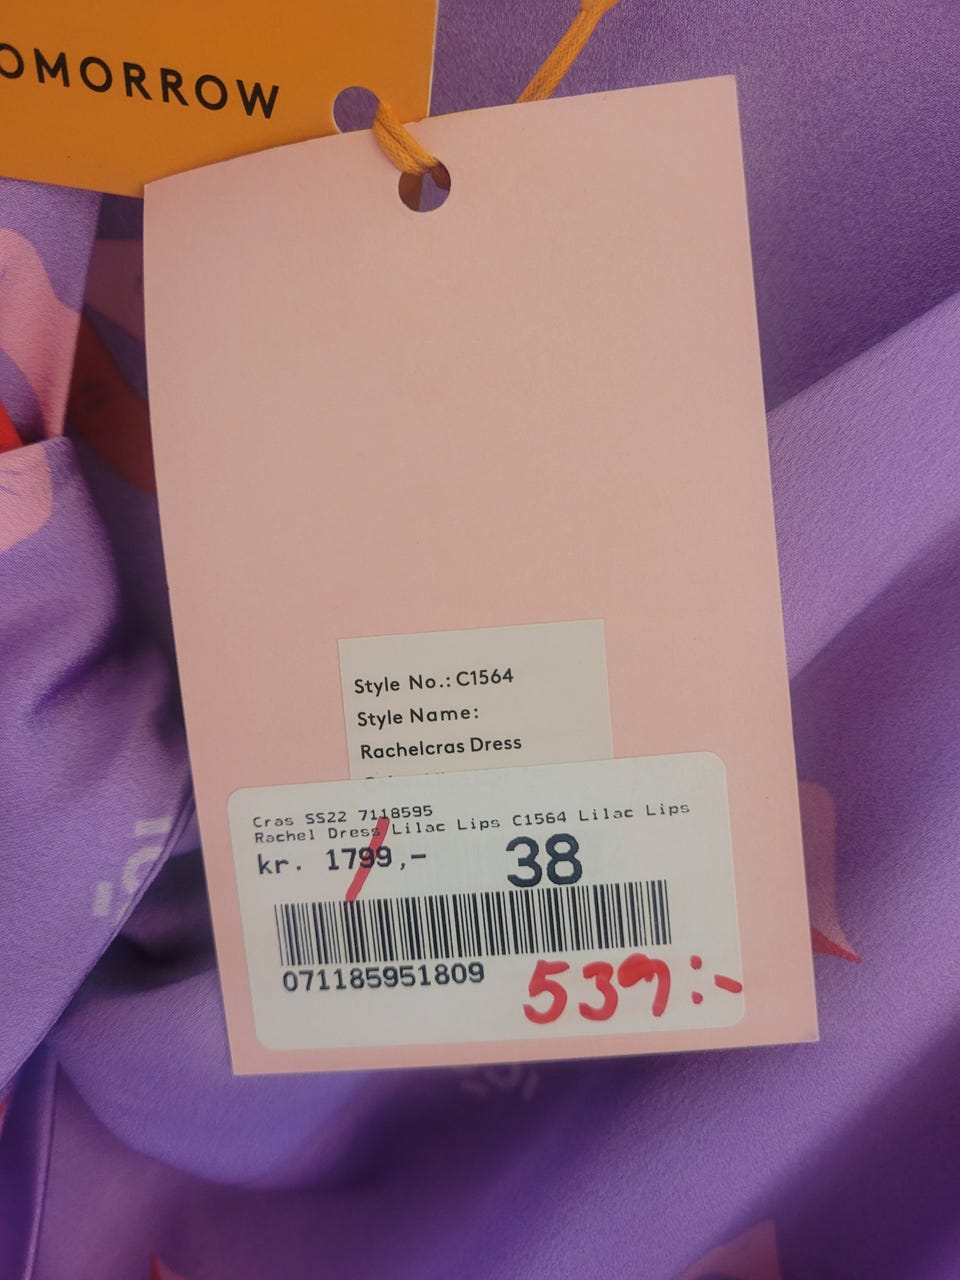 OMORROW
Style No.: C1564
Style Name:
Rachelcras Dress
Cras SS22 7118595
Rachel Dress Lilac Lips C1564 Lilac Lips
kr. 1799,-
38
071185951809
539:-